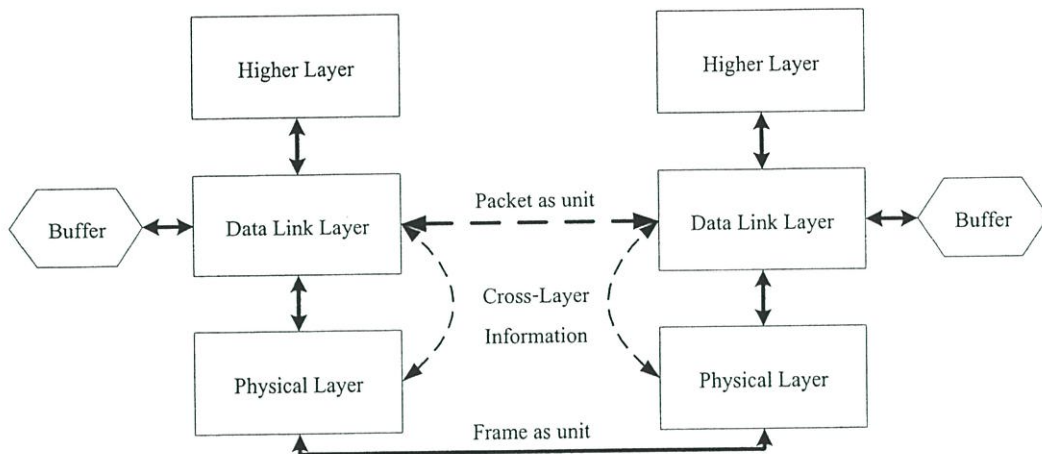 Higher Layer
Higher Layer
Packet as unit
Buffer
Data Link Layer
Data Link Layer
Buffer
Cross-Layer
Information
Physical Layer
Physical Layer
Frame as unit